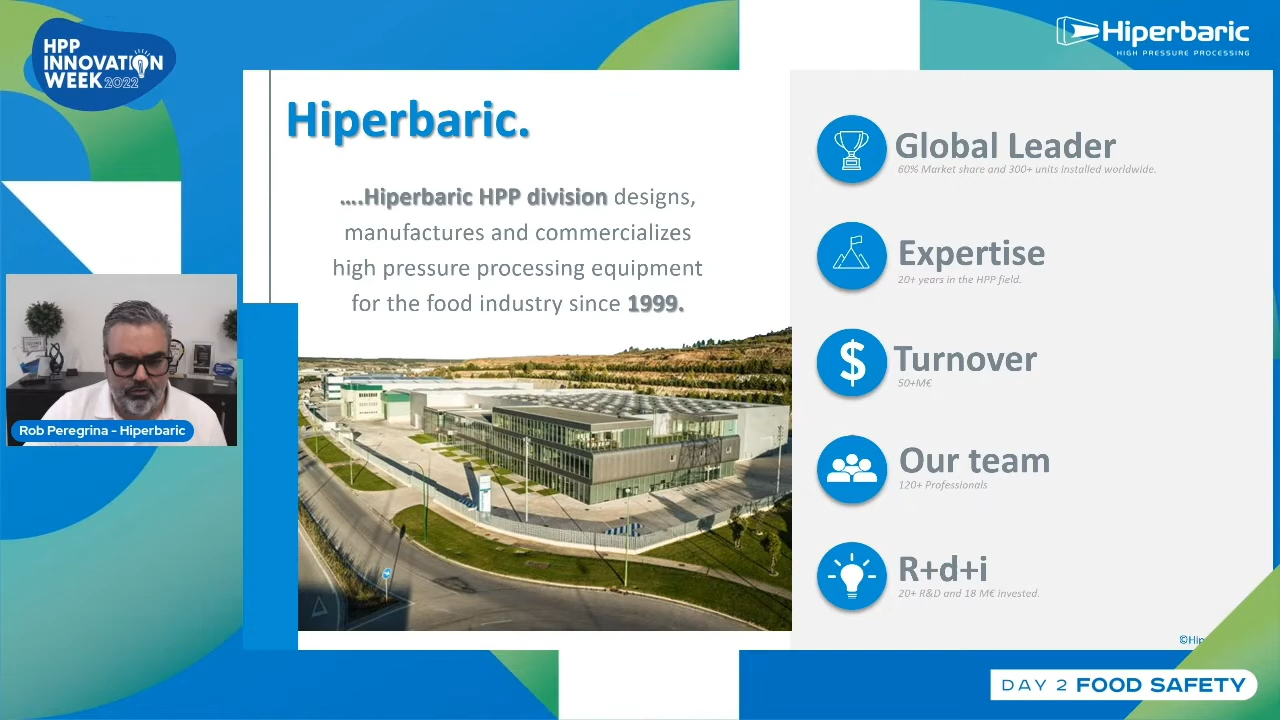 HPP
INNOVATION
WEEK 2022
Hiperbaric
HIGH PRESSURE PROCESSING
Hiperbaric.
....Hiperbaric HPP division designs,
manufactures and commercializes
high pressure processing equipment
for the food industry since 1999.
Global Leader
60% Market share and 300+ units installed worldwide.
Expertise
20+ years in the HPP field.
$
Turnover
50+M€
Our team
120+ Professionals
R+d+i
20+ R&D and 18 M€ invested.
Rob Peregrina - Hiperbaric
©Hip
DAY 2 FOOD SAFETY